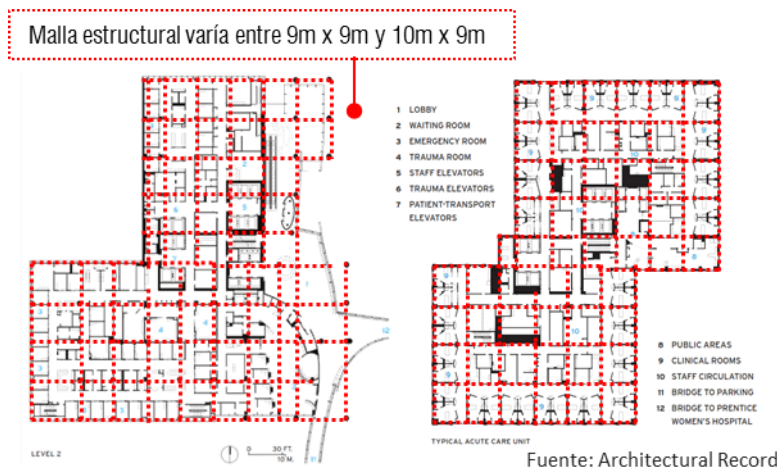 Malla estructural varía entre 9m x 9m y 10m x 9m
1 LOBBY
2 WAITING ROOM
3 EMERGENCY ROOM
4 TRAUMA ROOM
5 STAFF ELEVATORS
6 TRAUMA ELEVATORS
7 PATIENT-TRANSPORT
ELEVATORS
8 PUBLIC AREAS
9 CLINICAL ROOMS
10 STAFF CIRCULATION
11 BRIDGE TO PARKING
12 BRIDGE TO PRENTICE
WOMEN'S HOSPITAL
LEVEL 2
0 30 FT.
10 M.
TYPICAL ACUTE CARE UNIT
Fuente: Architectural Record